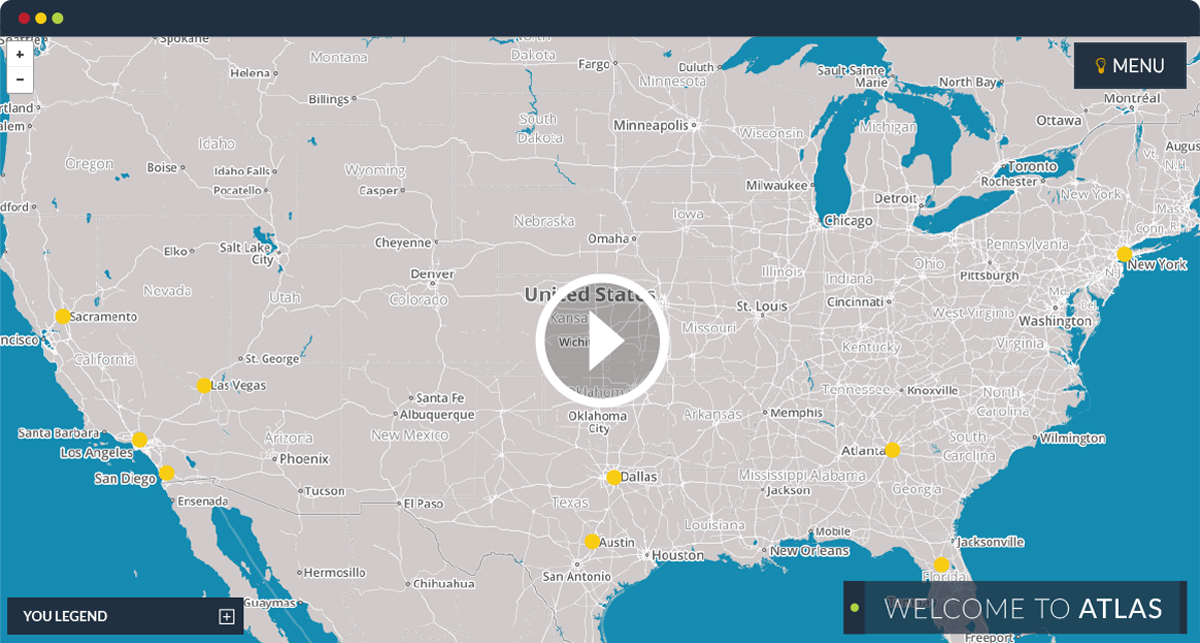 Spokane
Seattle
+
−
MENU
Montana
North
Dakota
Fargo
Duluth
Minnesota
Sault Sainte
Marie
North Bay
Helena
Billings
Montréal
Ottawa
South
Dakota
Minneapolis
Wisconsin
Michigan
Idaho
Vt.
N.H.
Oregon
Boise
Idaho Falls
Pocatello
Wyoming
Casper
Toronto
Rochester
New York
Milwaukee
Detroit
Mass
Conn.
R.I.
Nebraska
Iowa
Chicago
Elko
Salt Lake
City
Cheyenne
Omaha
Pennsylvania
New York
Denver
Illinois
Indiana
Ohio
Pittsburgh
N.J.
Nevada
Utah
Colorado
United States
Kansas
St. Louis
Cincinnati
West Virginia
Washington
Sacramento
Missouri
Virginia
Kentucky
ncisco
California
St. George
Wichi
Las Vegas
Oklahoma
Tennessee
Knoxville
North
Carolina
Santa Fe
Albuquerque
Oklahoma
City
Arkansas
Memphis
Santa Barbara
Los Angeles
Arizona
New Mexico
Phoenix
Atlanta
South
Carolina
Wilmington
San Diego
Dallas
Mississippi
Alabama
Jackson
Georgia
Ensenada
Tucson
El Paso
Texas
Louisiana
Austin
Houston
Mobile
New Orleans
Jacksonville
Hermosillo
Chihuahua
San Antonio
Florida
Guaymas
YOU LEGEND
WELCOME TO ATLAS
Freeport